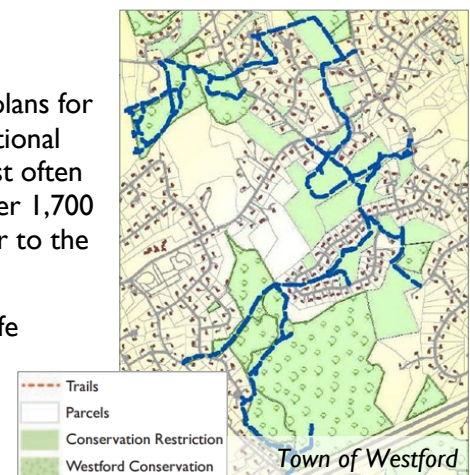 plans for
tional
st often
er 1,700
r to the
fe
Trails
Parcels
Conservation Restriction
Westford Conservation
Town of Westford